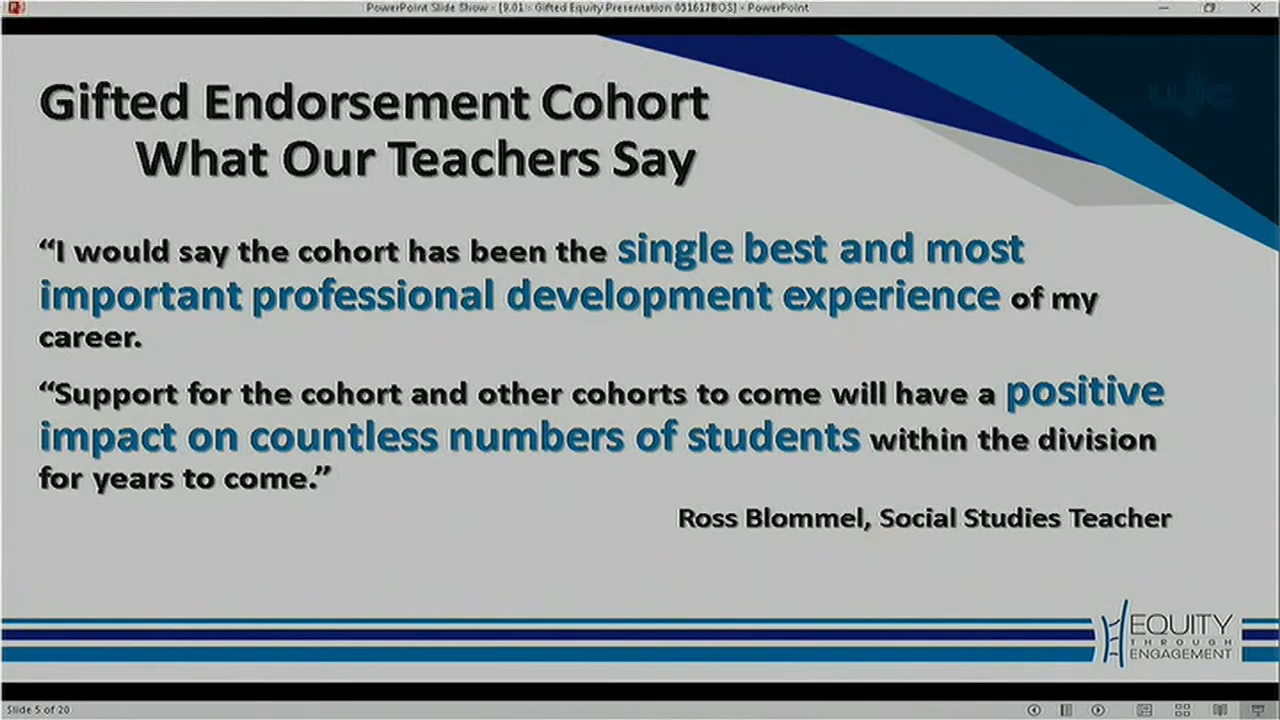 PowerPoint Slide Show - [9.01 - Gifted Equity Presentation 031617BOS] - PowerPoint
Gifted Endorsement Cohort
What Our Teachers Say
“I would say the cohort has been the single best and most
important professional development experience of my
career.
“Support for the cohort and other cohorts to come will have a positive
impact on countless numbers of students within the division
for years to come.”
Ross Blommel, Social Studies Teacher
EQUITY
THROUGH
ENGAGEMENT
Slide 5 of 20